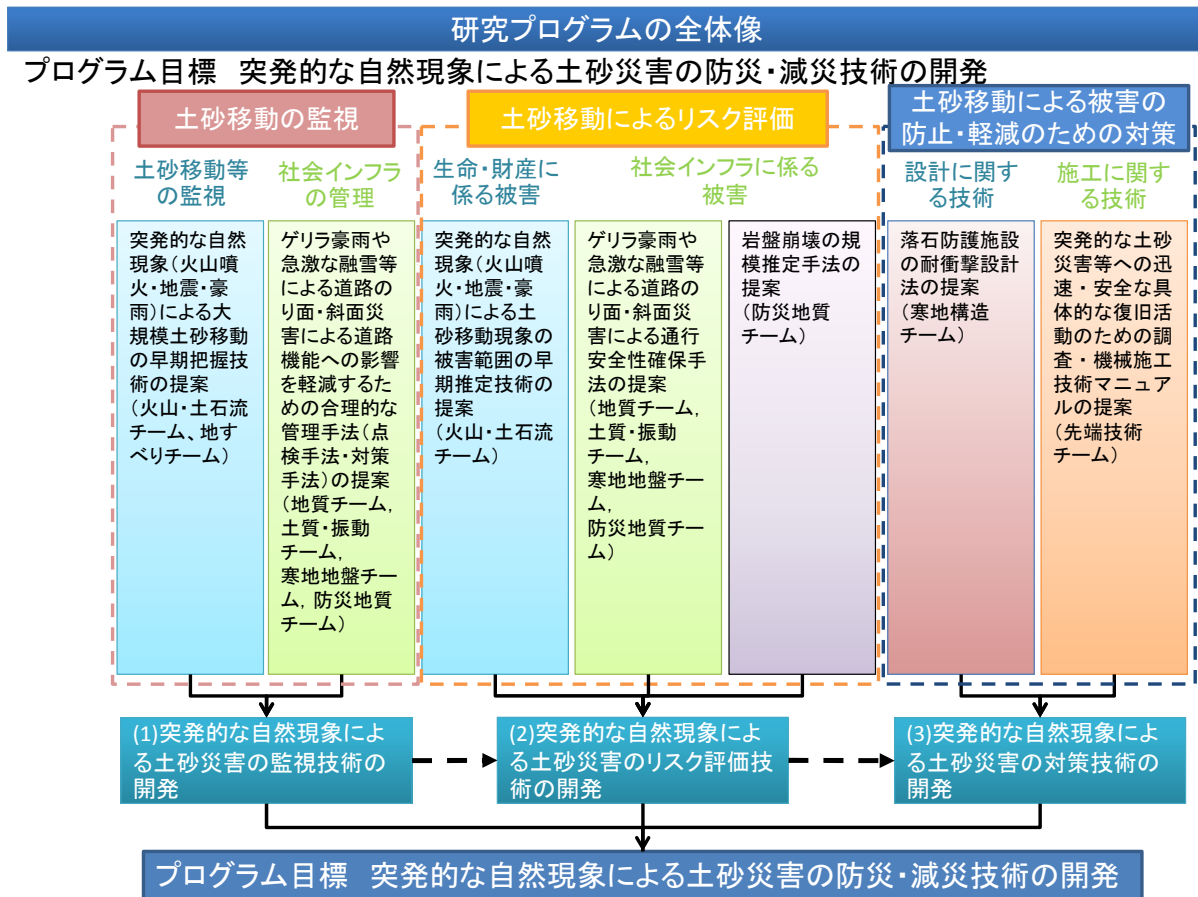 研究プログラムの全体像
プログラム目標　突発的な自然現象による土砂災害の防災・減災技術の開発
土砂移動の監視
土砂移動等
の監視
社会インフラ
の管理
突発的な自然
現象（火山噴
火・地震・豪
雨）による大
規模土砂移動
の早期把握技
術の提案
（火山・土石流
チーム、地す
べりチーム）
ゲリラ豪雨や
急激な融雪等
による道路の
り面・斜面災
害による道路
機能への影響
を軽減するた
めの合理的な
管理手法（点
検手法・対策
手法）の提案
（地質チーム，
土質・振動
チーム，
寒地地盤チー
ム，防災地質
チーム）
土砂移動によるリスク評価
生命・財産に
係る被害
社会インフラに係る
被害
突発的な自然
現象（火山噴
火・地震・豪
雨）による土
砂移動現象の
被害範囲の早
期推定技術の
提案
（火山・土石流
チーム）
ゲリラ豪雨や
急激な融雪等
による道路の
り面・斜面災
害による通行
安全性確保手
法の提案
（地質チーム，
土質・振動
チーム，
寒地地盤チー
ム，
防災地質チー
ム）
岩盤崩壊の規
模推定手法の
提案
（防災地質
チーム）
土砂移動による被害の
防止・軽減のための対策
設計に関す
る技術
施工に関す
る技術
落石防護施設
の耐衝撃設計
法の提案
（寒地構造
チーム）
突発的な土砂
災害等への迅
速・安全な具
体的な復旧活
動のための調
査・機械施工
技術マニュア
ルの提案
（先端技術
チーム）
(1)突発的な自然現象によ
る土砂災害の監視技術の
開発
(2)突発的な自然現象によ
る土砂災害のリスク評価技
術の開発
(3)突発的な自然現象によ
る土砂災害の対策技術の
開発
プログラム目標　突発的な自然現象による土砂災害の防災・減災技術の開発